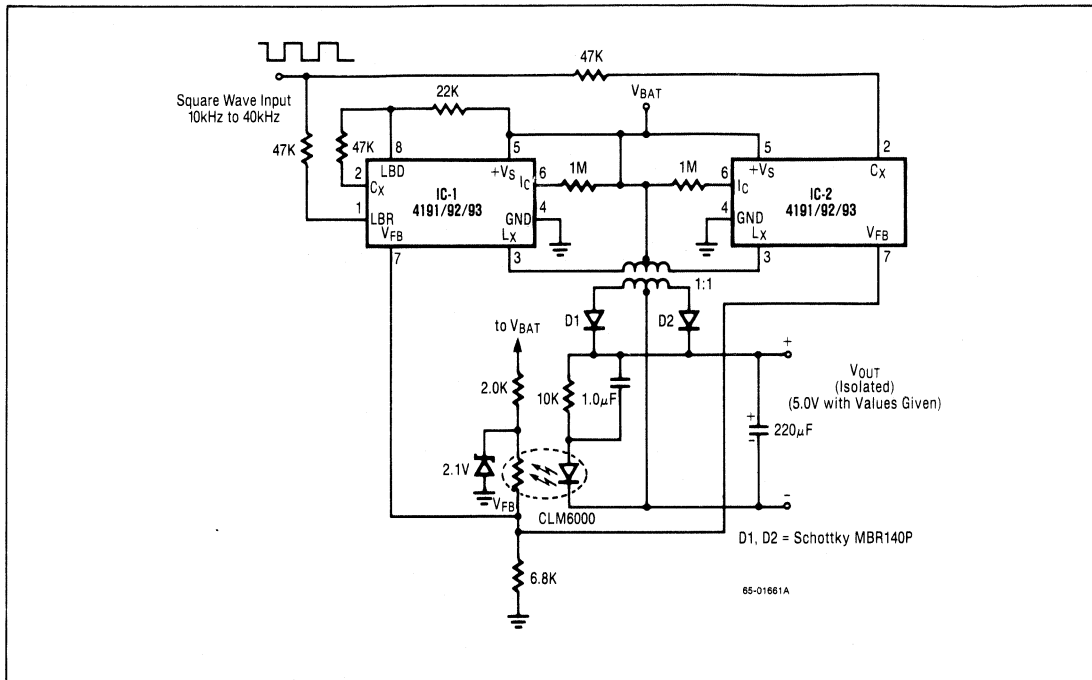 47K
Square Wave Input
10kHz to 40kHz
22K
VBAT
47K
47K
8
5
5
2
LBD
+VS
1M
1M
+VS
CX
2
CX
IC
6
6
IC
IC-1
4191/92/93
IC-2
4191/92/93
1
LBR
GND
4
4
GND
VFB
LX
LX
VFB
7
3
3
7
1:1
D1
D2
to VBAT
+
2.0K
10K
1.0µF
VOUT
(Isolated)
(5.0V with Values Given)
+
-
220µF
2.1V
VFB
CLM6000
–
D1, D2 = Schottky MBR140P
6.8K
65-01661A